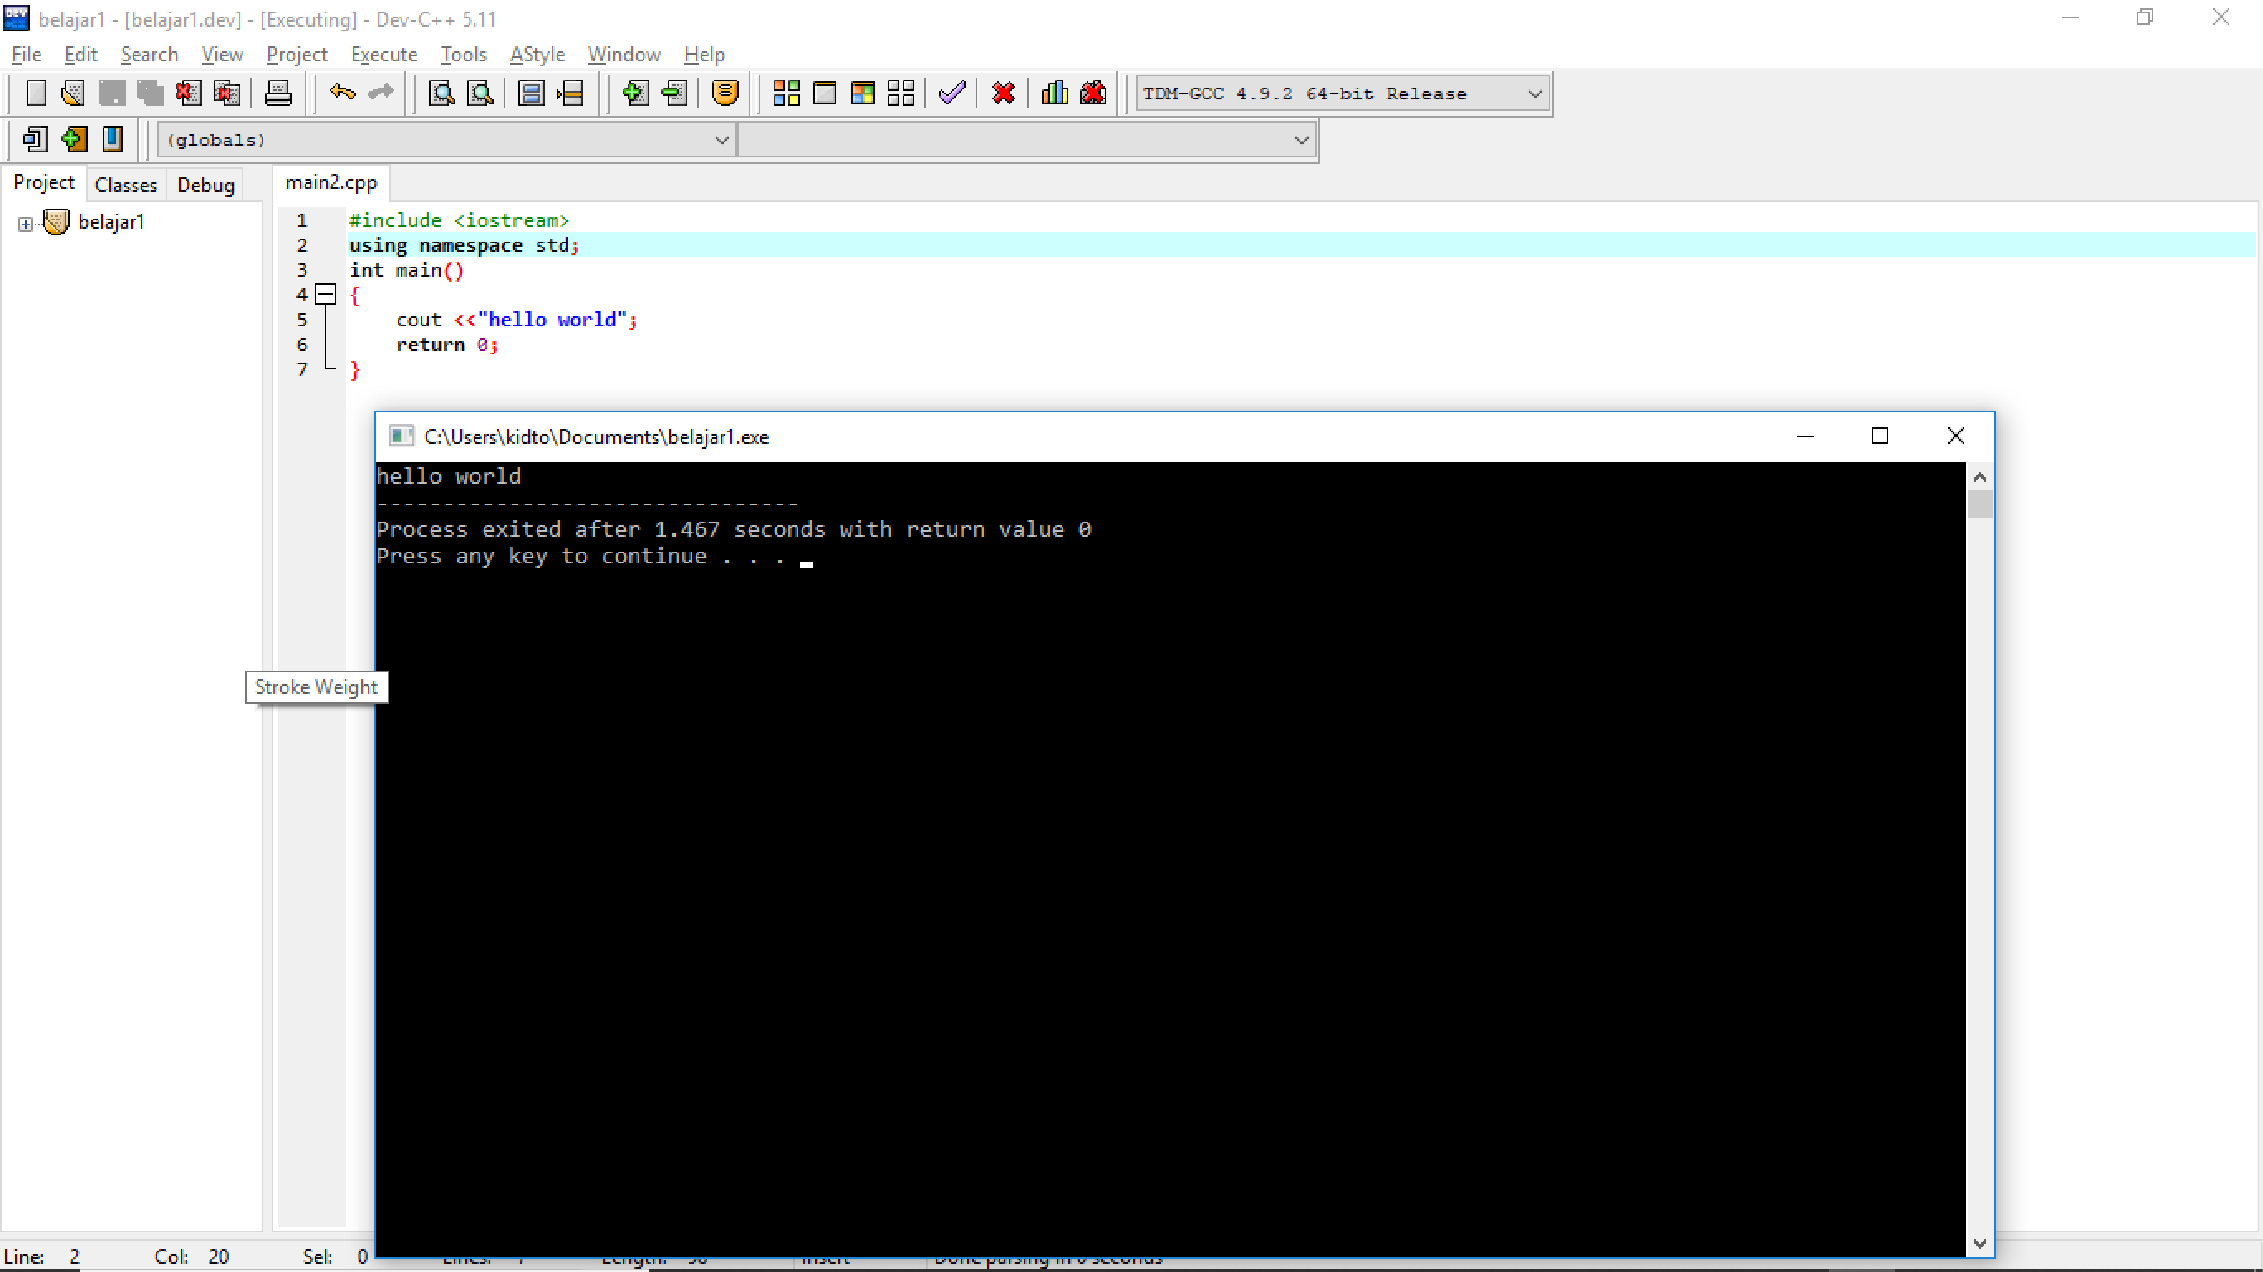 belajar1 - [belajar1.dev] - [Executing] - Dev-C++ 5.11
File Edit Search View Project Execute Tools AStyle Window Help
TDM-GCC 4.9.2 64-bit Release
(globals)
Project Classes Debug
main2.cpp
belajar1
1 #include <iostream>
2 using namespace std;
3 int main()
4 {
5 cout <<"hello world";
6 return 0;
7 }
C:\Users\kidto\Documents\belajar1.exe
hello world
--------------------------------
Process exited after 1.467 seconds with return value 0
Press any key to continue . . .
Stroke Weight
Line: 2 Col: 20 Sel: 0 Lines: 7 Length: Insert Done parsing in 0 seconds